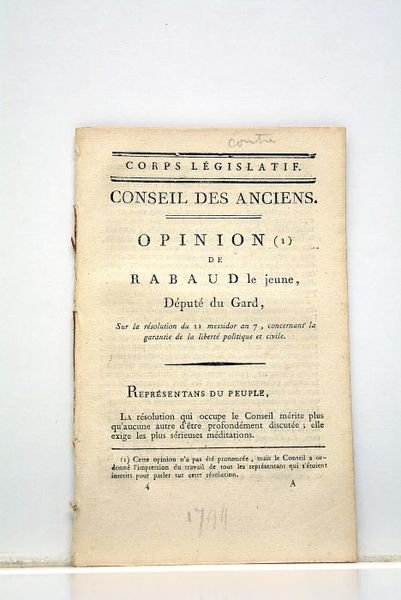 contre
CORPS LÉGISLATIF.
CONSEIL DES ANCIENS.
OPINION (1)
DE
RABAUD le jeune,
Député du Gard,
Sur la résolution du 11 messidor an 7, concernant la
garantie de la liberté politique et civile.
REPRÉSENTANS DU PEUPLE,
LA résolution qui occupe le Conseil mérite plus
qu'aucune autre d'être profondément discutée ; elle
exige les plus sérieuses méditations.
(1) Cette opinion n'a pas été prononcée, mais le Conseil a or-
donné l'impression du travail de tous les représentans qui s'étoient
inscrits pour parler sur cette résolution.
4 A
1799